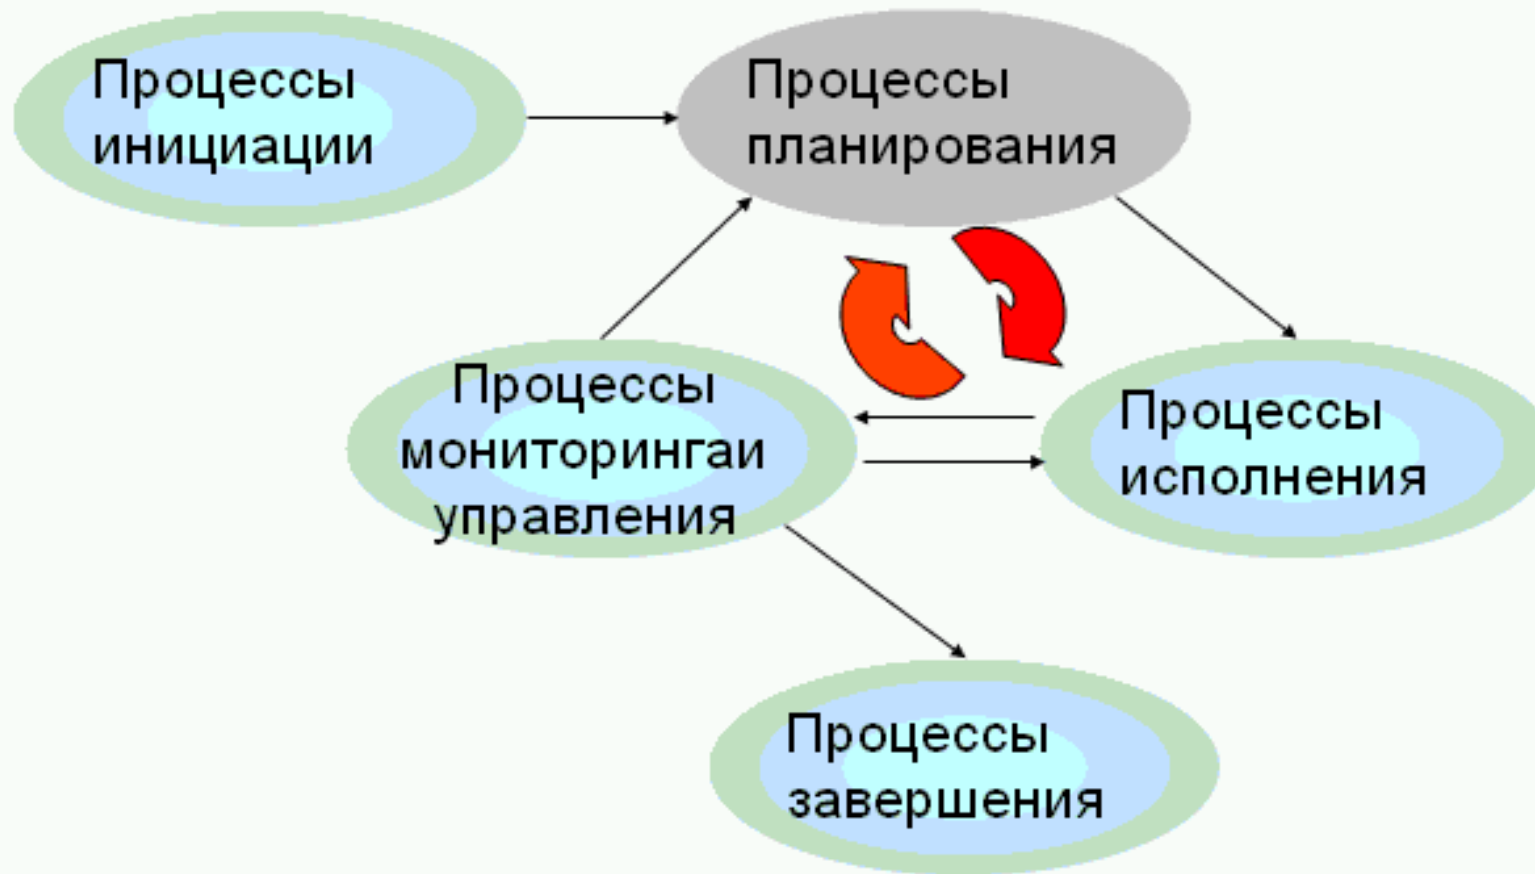 Процессы
инициации
Процессы
планирования
Процессы
мониторингаи
управления
Процессы
исполнения
Процессы
завершения